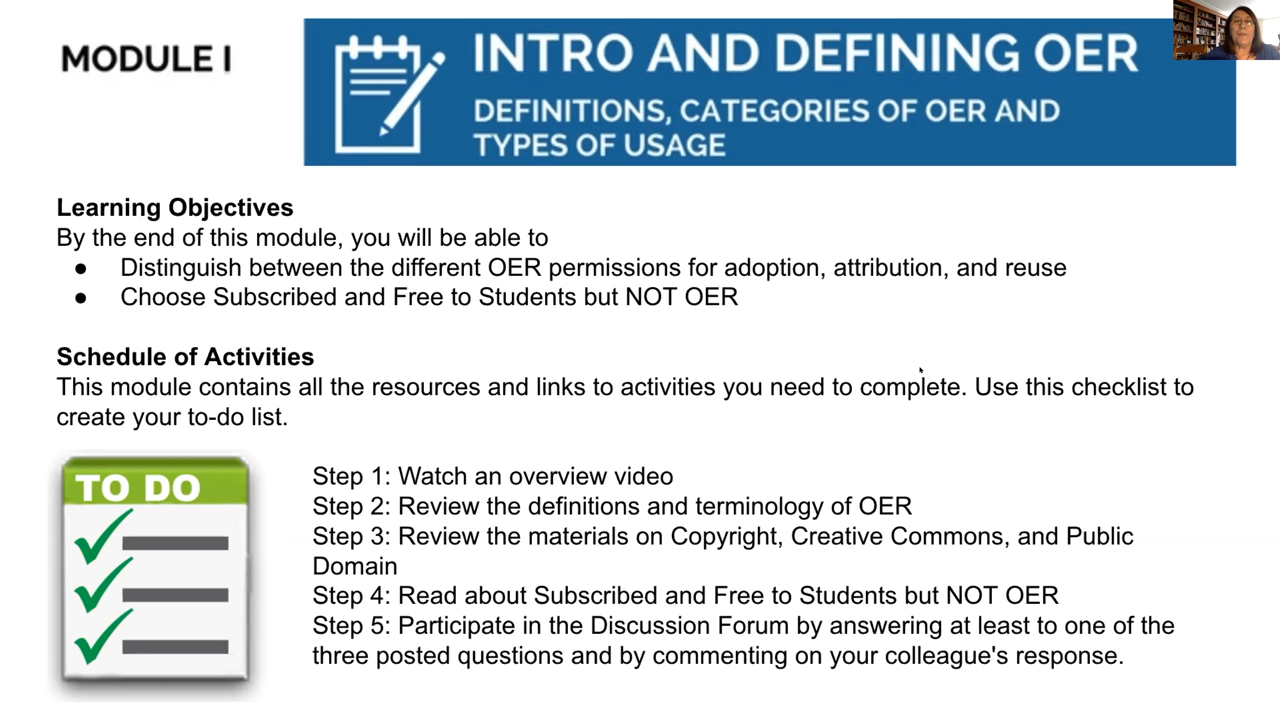 MODULE I
INTRO AND DEFINING OER
DEFINITIONS, CATEGORIES OF OER AND
TYPES OF USAGE
Learning Objectives
By the end of this module, you will be able to
● Distinguish between the different OER permissions for adoption, attribution, and reuse
● Choose Subscribed and Free to Students but NOT OER
Schedule of Activities
This module contains all the resources and links to activities you need to complete. Use this checklist to
create your to-do list.
TO DO
Step 1: Watch an overview video
Step 2: Review the definitions and terminology of OER
Step 3: Review the materials on Copyright, Creative Commons, and Public
Domain
Step 4: Read about Subscribed and Free to Students but NOT OER
Step 5: Participate in the Discussion Forum by answering at least to one of the
three posted questions and by commenting on your colleague's response.